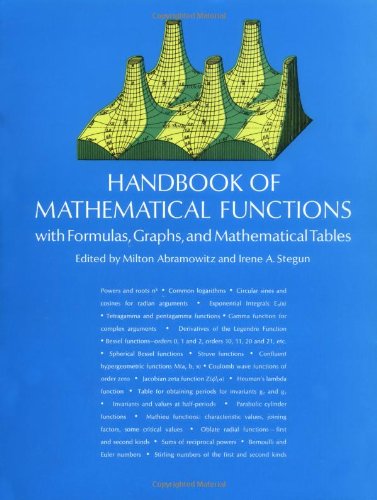 HANDBOOK OF
MATHEMATICAL FUNCTIONS
with Formulas, Graphs, and Mathematical Tables
Edited by Milton Abramowitz and Irene A. Stegun
Powers and roots nᵏ • Common logarithms • Circular sines and
cosines for radian arguments • Exponential Integrals: Eₙ(x)
• Tetragamma and pentagamma functions • Gamma function for
complex arguments • Derivatives of the Legendre Function
• Bessel functions—orders 0, 1 and 2, orders 10, 11, 20 and 21, etc.
• Spherical Bessel functions • Struve functions • Confluent
hypergeometric functions M(a, b, x) • Coulomb wave functions of
order zero • Jacobian zeta function • Heuman's lambda
function • Table for obtaining periods for invariants g₂ and g₃
• Invariants and values at half-periods • Parabolic cylinder
functions • Mathieu functions: characteristic values, joining
factors, some critical values • Oblate radial functions—first
and second kinds • Sums of reciprocal powers • Bernoulli and
Euler numbers • Stirling numbers of the first and second kinds
Copyrighted Material
Copyrighted Material